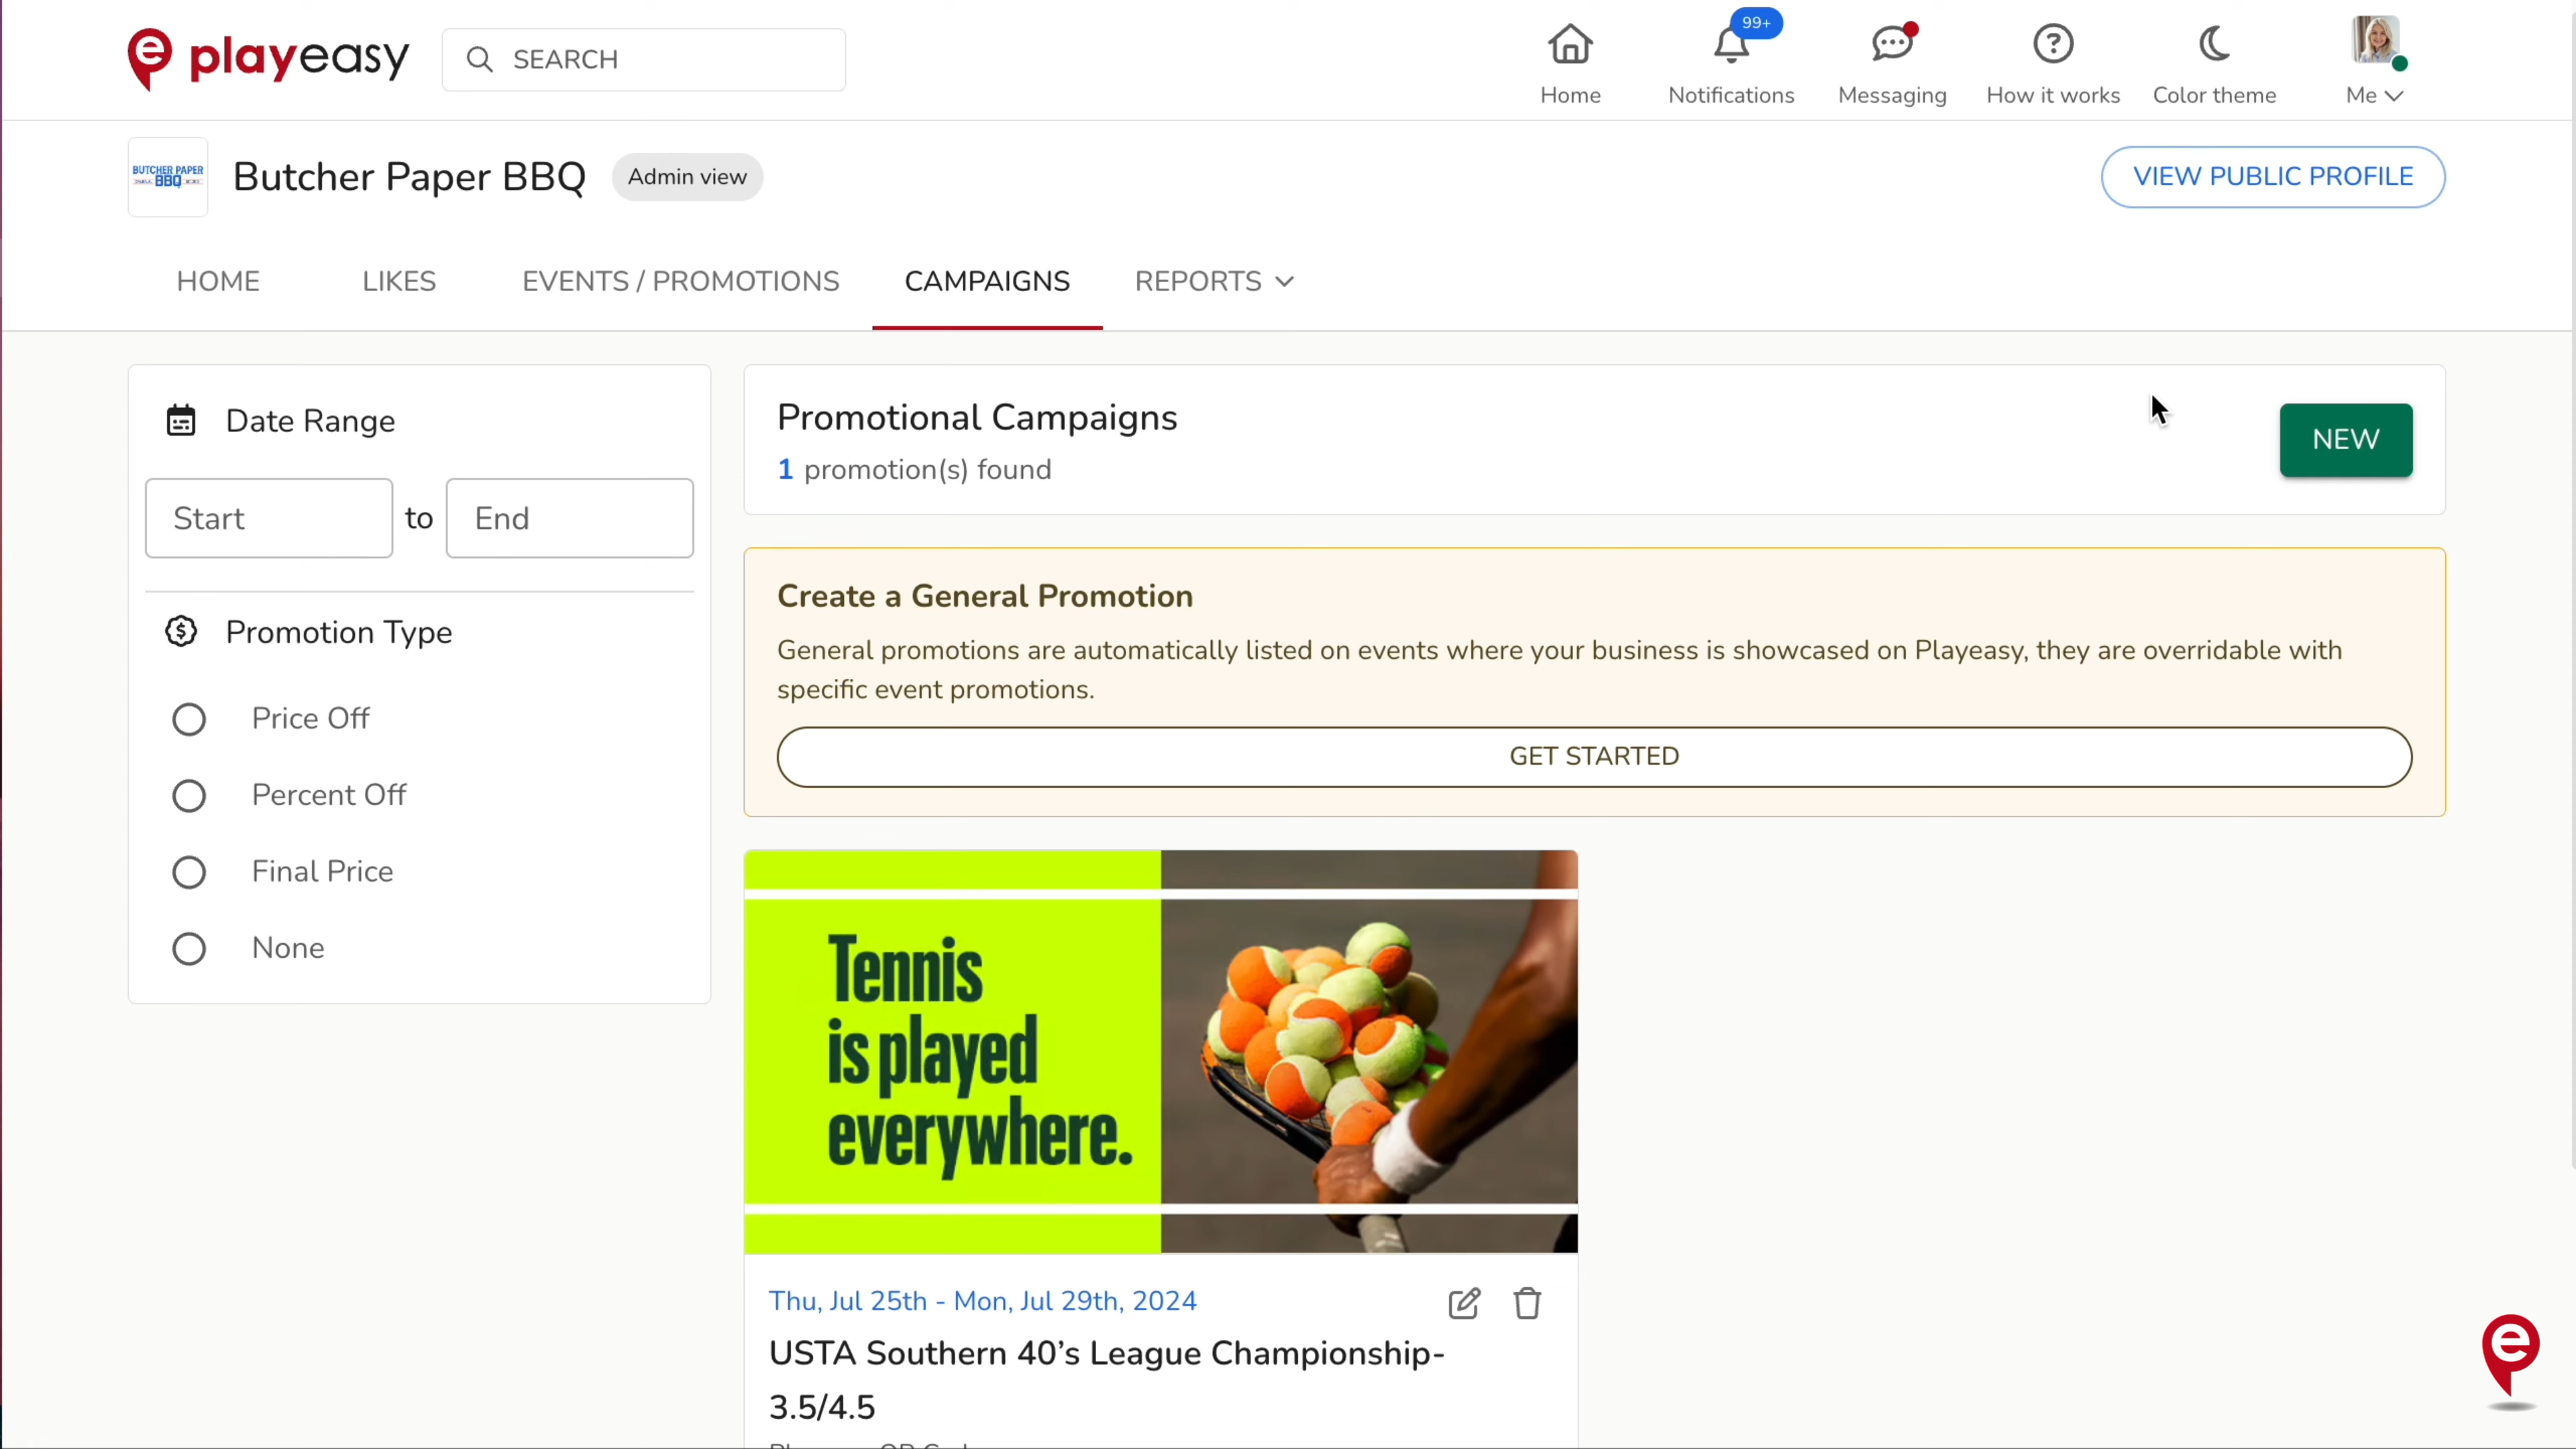 playeasy
SEARCH
99+
Home
Notifications
Messaging
How it works
Color theme
Me
BUTCHER PAPER
BBQ
Butcher Paper BBQ
Admin view
VIEW PUBLIC PROFILE
HOME
LIKES
EVENTS / PROMOTIONS
CAMPAIGNS
REPORTS
Date Range
Start
to
End
Promotion Type
Price Off
Percent Off
Final Price
None
Promotional Campaigns
1 promotion(s) found
NEW
Create a General Promotion
General promotions are automatically listed on events where your business is showcased on Playeasy, they are overridable with
specific event promotions.
GET STARTED
Tennis
is played
everywhere.
Thu, Jul 25th - Mon, Jul 29th, 2024
USTA Southern 40’s League Championship-
3.5/4.5